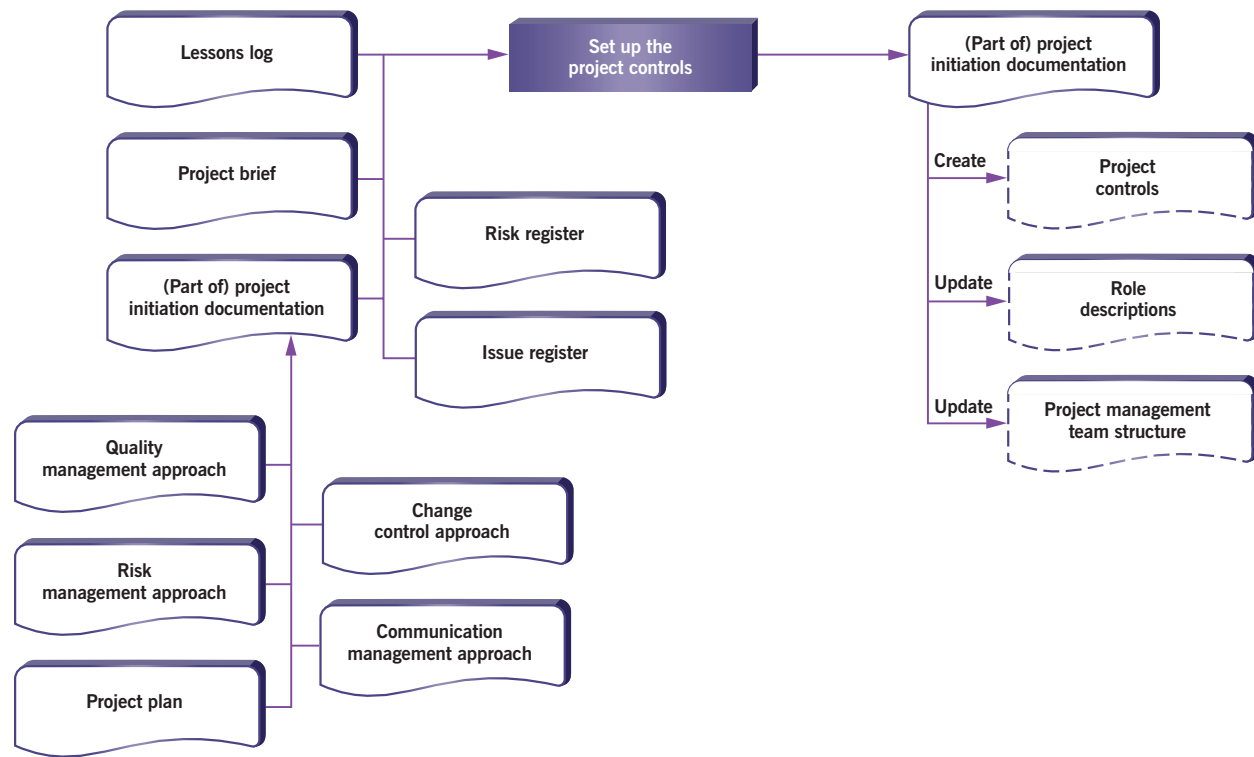 Lessons log
Set up the
project controls
(Part of) project
initiation documentation
Project brief
Create
Project
controls
Risk register
(Part of) project
initiation documentation
Update
Role
descriptions
Issue register
Update
Project management
team structure
Quality
management approach
Change
control approach
Risk
management approach
Communication
management approach
Project plan